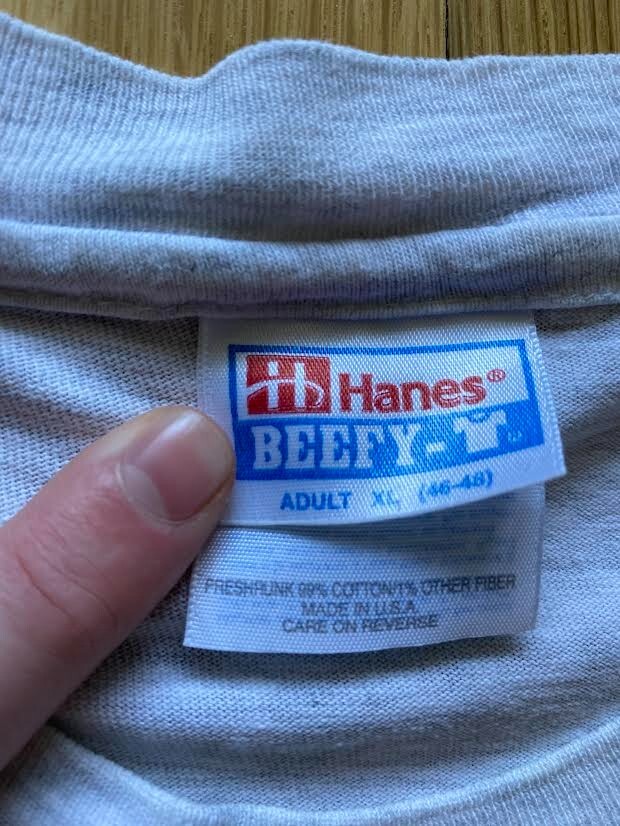 Hanes®
BEEFY-T
ADULT XL (46-48)
PRESHRUNK 99% COTTON/1% OTHER FIBER
MADE IN U.S.A.
CARE ON REVERSE